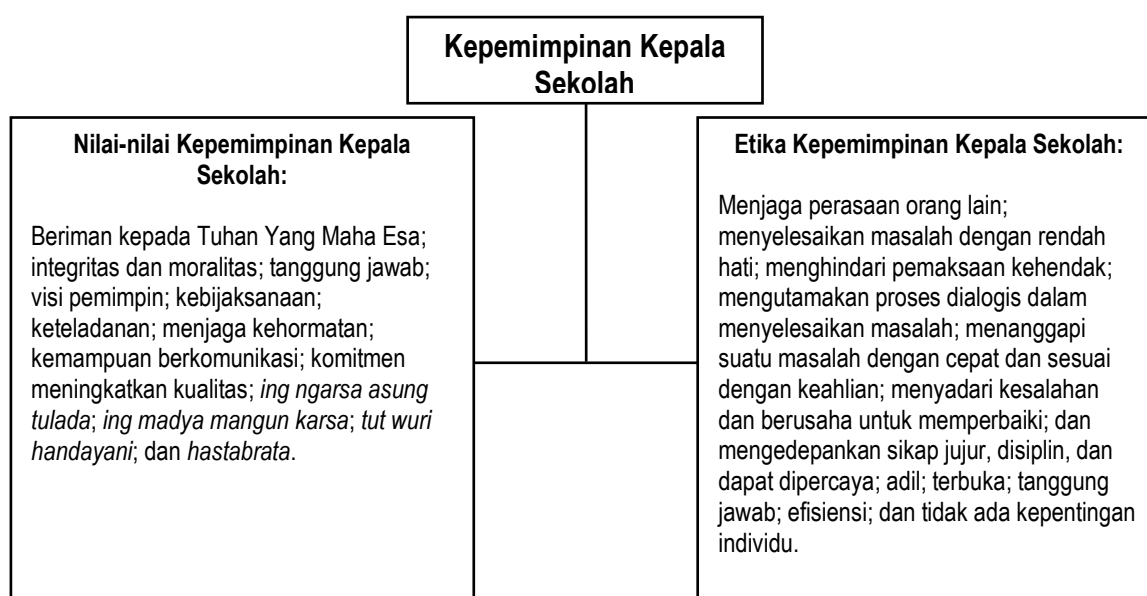 Kepemimpinan Kepala
Sekolah
Nilai-nilai Kepemimpinan Kepala
Sekolah:
Beriman kepada Tuhan Yang Maha Esa;
integritas dan moralitas; tanggung jawab;
visi pemimpin; kebijaksanaan;
keteladanan; menjaga kehormatan;
kemampuan berkomunikasi; komitmen
meningkatkan kualitas; ing ngarsa asung
tulada; ing madya mangun karsa; tut wuri
handayani; dan hastabrata.
Etika Kepemimpinan Kepala Sekolah:
Menjaga perasaan orang lain;
menyelesaikan masalah dengan rendah
hati; menghindari pemaksaan kehendak;
mengutamakan proses dialogis dalam
menyelesaikan masalah; menanggapi
suatu masalah dengan cepat dan sesuai
dengan keahlian; menyadari kesalahan
dan berusaha untuk memperbaiki; dan
mengedepankan sikap jujur, disiplin, dan
dapat dipercaya; adil; terbuka; tanggung
jawab; efisiensi; dan tidak ada kepentingan
individu.